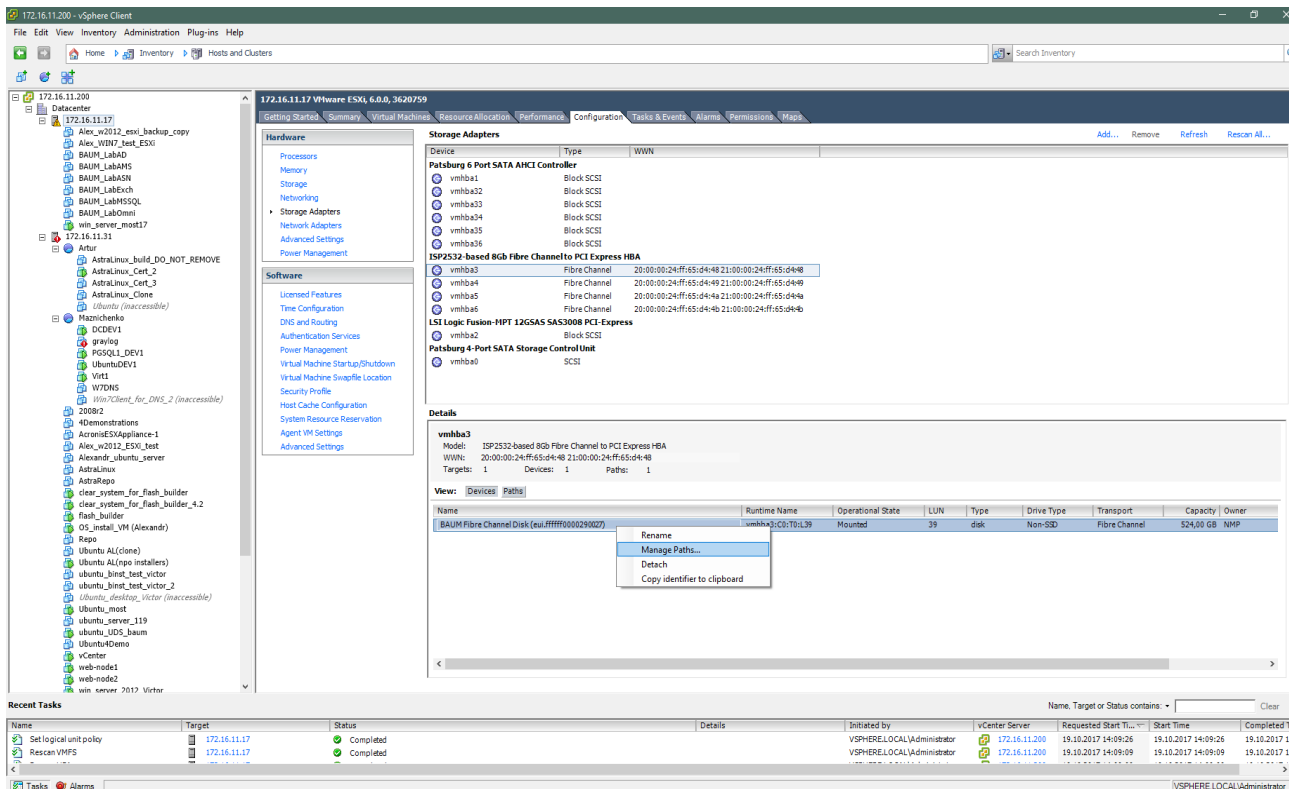 172.16.11.200 - vSphere Client
File Edit View Inventory Administration Plug-ins Help
Home Inventory Hosts and Clusters
Search Inventory
172.16.11.200
Datacenter
172.16.11.17
Alex_w2012_esxi_backup_copy
Alex_WIN7_test_ESXi
BAUM_LabAD
BAUM_LabAMS
BAUM_LabASN
BAUM_LabExch
BAUM_LabMSSQL
BAUM_LabOmni
win_server_most17
172.16.11.31
Artur
AstraLinux_build_DO_NOT_REMOVE
AstraLinux_Cert_2
AstraLinux_Cert_3
AstraLinux_Clone
Ubuntu (inaccessible)
Maznichenko
DCDEV1
graylog
PGSQL1_DEV1
UbuntuDEV1
Virt1
W7DNS
Win7Client_for_DNS_2 (inaccessible)
2008r2
4Demonstrations
AcronisESXAppliance-1
Alex_w2012_ESXi_test
Alexandr_ubuntu_server
AstraLinux
AstraRepo
clear_system_for_flash_builder
clear_system_for_flash_builder_4.2
flash_builder
OS_install_VM (Alexandr)
Repo
Ubuntu AL(clone)
Ubuntu AL(npo installers)
ubuntu_binst_test_victor
ubuntu_binst_test_victor_2
Ubuntu_desktop_Victor (inaccessible)
Ubuntu_most
ubuntu_server_119
ubuntu_UDS_baum
Ubuntu4Demo
vCenter
web-node1
web-node2
win_server_2012_Victor
172.16.11.17 VMware ESXi, 6.0.0, 3620759
Getting Started Summary Virtual Machines Resource Allocation Performance Configuration Tasks & Events Alarms Permissions Maps
Hardware
Processors
Memory
Storage
Networking
Storage Adapters
Network Adapters
Advanced Settings
Power Management
Software
Licensed Features
Time Configuration
DNS and Routing
Authentication Services
Power Management
Virtual Machine Startup/Shutdown
Virtual Machine Swapfile Location
Security Profile
Host Cache Configuration
System Resource Reservation
Agent VM Settings
Advanced Settings
Storage Adapters Add... Remove Refresh Rescan All...
Device Type WWN
Patsburg 6 Port SATA AHCI Controller
vmhba1 Block SCSI
vmhba32 Block SCSI
vmhba33 Block SCSI
vmhba34 Block SCSI
vmhba35 Block SCSI
vmhba36 Block SCSI
ISP2532-based 8Gb Fibre Channel to PCI Express HBA
vmhba3 Fibre Channel 20:00:00:24:ff:65:d4:48 21:00:00:24:ff:65:d4:48
vmhba4 Fibre Channel 20:00:00:24:ff:65:d4:49 21:00:00:24:ff:65:d4:49
vmhba5 Fibre Channel 20:00:00:24:ff:65:d4:4a 21:00:00:24:ff:65:d4:4a
vmhba6 Fibre Channel 20:00:00:24:ff:65:d4:4b 21:00:00:24:ff:65:d4:4b
LSI Logic Fusion-MPT 12GSAS SAS3008 PCI-Express
vmhba2 Block SCSI
Patsburg 4-Port SATA Storage Control Unit
vmhba0 SCSI
Details
vmhba3
Model: ISP2532-based 8Gb Fibre Channel to PCI Express HBA
WWN: 20:00:00:24:ff:65:d4:48 21:00:00:24:ff:65:d4:48
Targets: 1 Devices: 1 Paths: 1
View: Devices Paths
Name Runtime Name Operational State LUN Type Drive Type Transport Capacity Owner
BAUM Fibre Channel Disk (eui.ffffff0000290027) vmhba3:C0:T0:L39 Mounted 39 disk Non-SSD Fibre Channel 524,00 GB NMP
Rename
Manage Paths...
Detach
Copy identifier to clipboard
Recent Tasks Name, Target or Status contains: Clear
Name Target Status Details Initiated by vCenter Server Requested Start Ti... Start Time Completed T
Set logical unit policy 172.16.11.17 Completed VSPHERE.LOCAL\Administrator 172.16.11.200 19.10.2017 14:09:26 19.10.2017 14:09:26 19.10.2017 1
Rescan VMFS 172.16.11.17 Completed VSPHERE.LOCAL\Administrator 172.16.11.200 19.10.2017 14:09:09 19.10.2017 14:09:09 19.10.2017 1
Tasks Alarms VSPHERE.LOCAL\Administrator